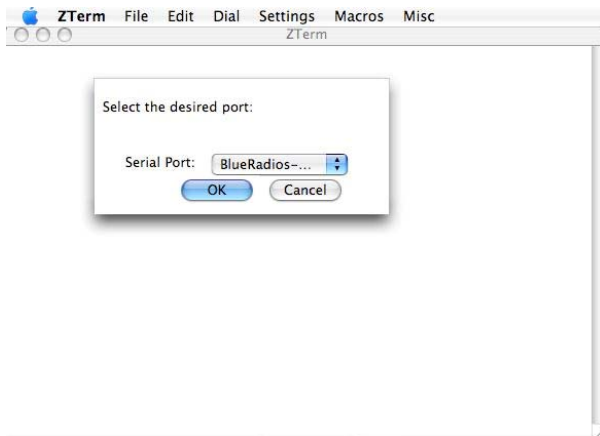 ZTerm File Edit Dial Settings Macros Misc
ZTerm
Select the desired port:
Serial Port: BlueRadios-...
OK Cancel